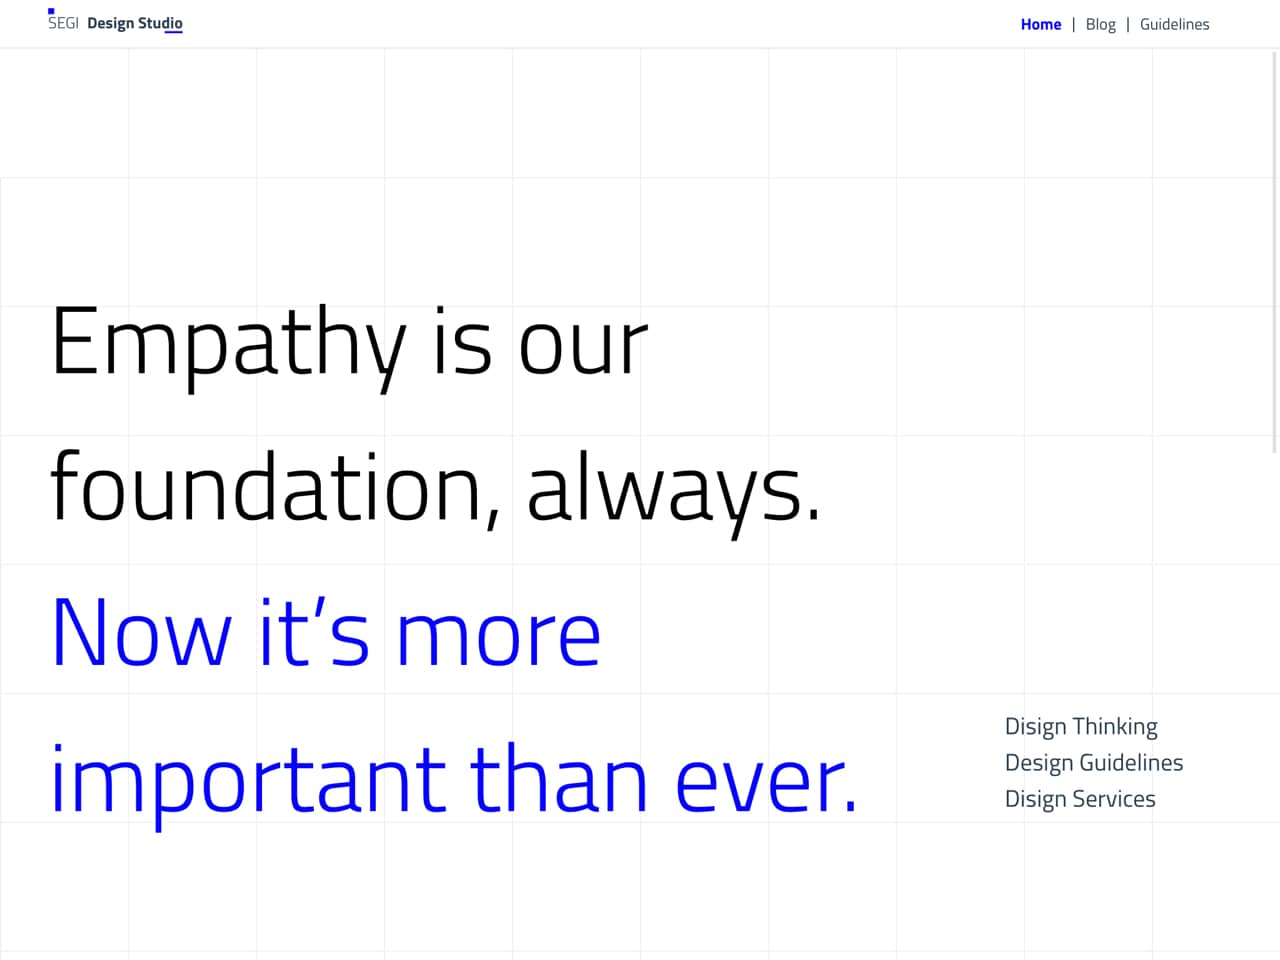 SEGI Design Studio
Home | Blog | Guidelines
Empathy is our
foundation, always.
Now it’s more
important than ever.
Disign Thinking
Design Guidelines
Disign Services